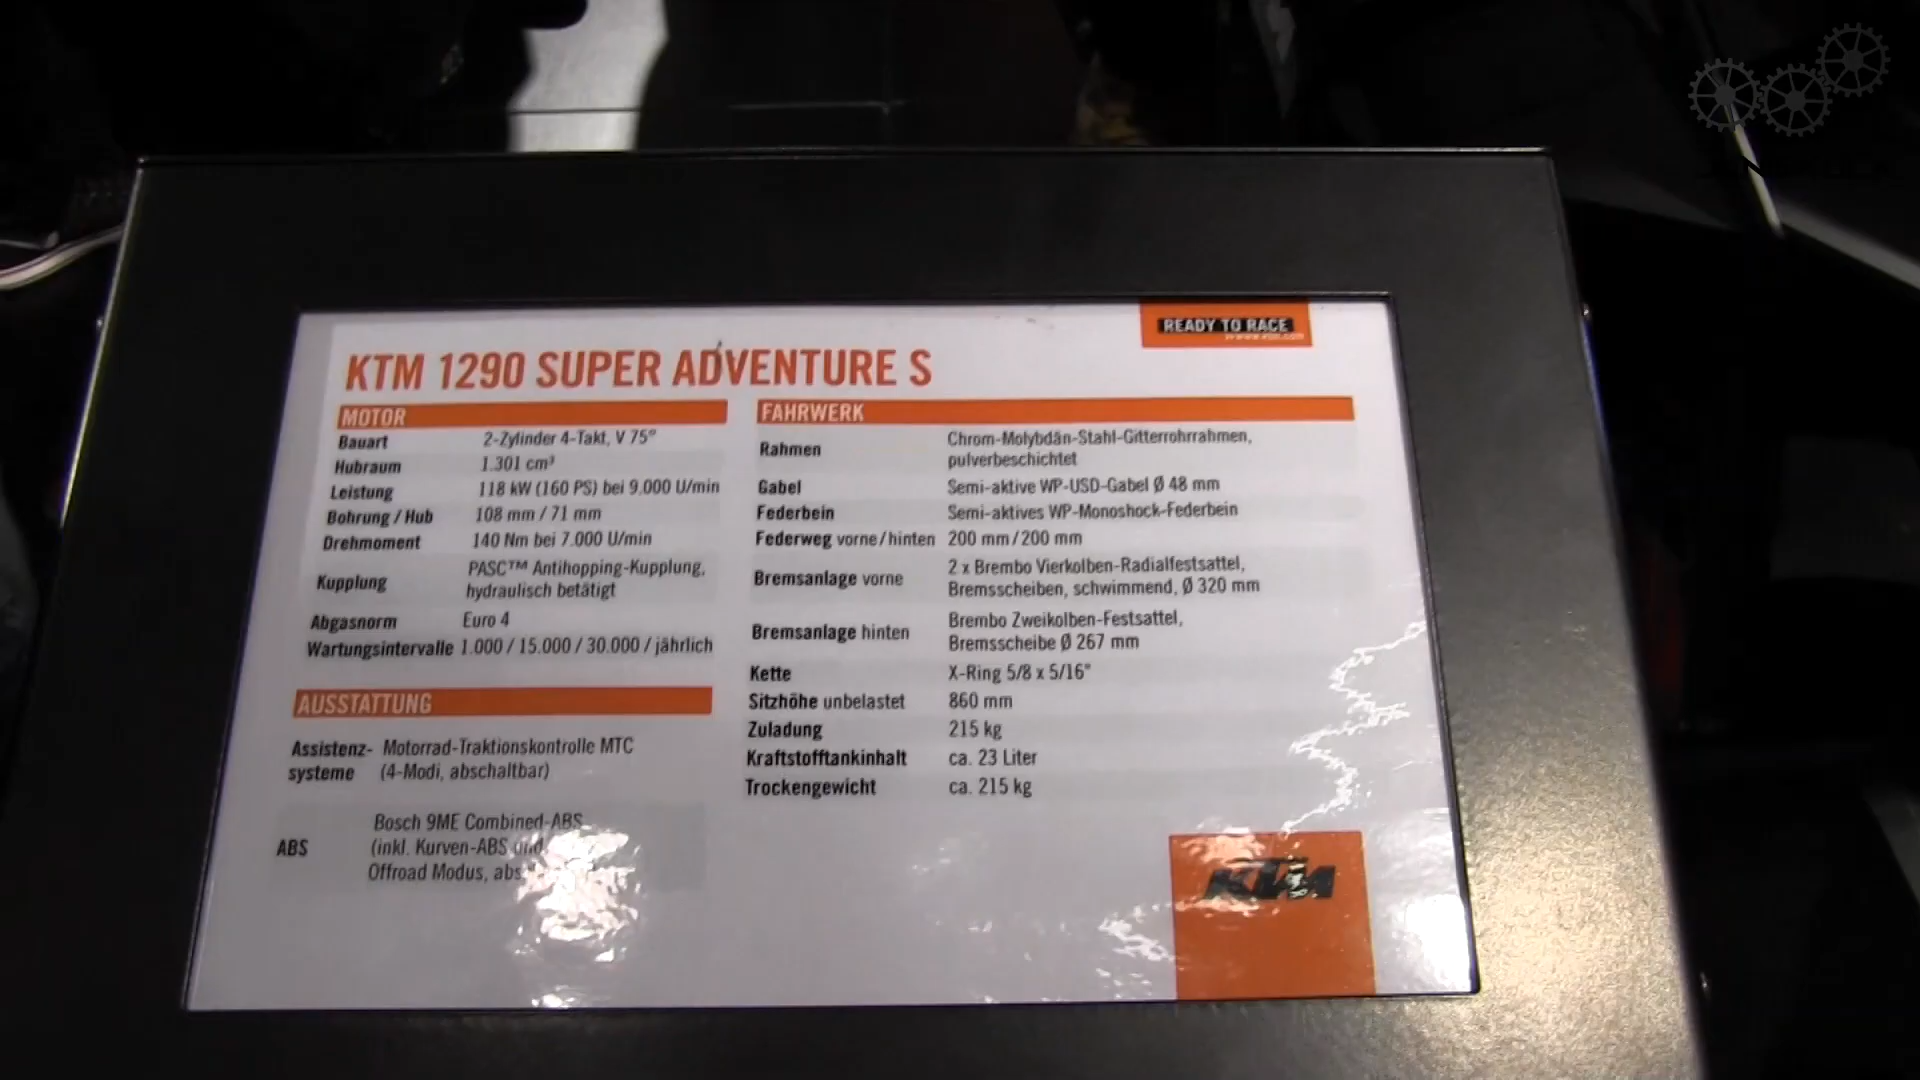 READY TO RACE
KTM 1290 SUPER ADVENTURE S
MOTOR
Bauart 2-Zylinder 4-Takt, V 75°
Hubraum 1.301 cm³
Leistung 118 kW (160 PS) bei 9.000 U/min
Bohrung / Hub 108 mm / 71 mm
Drehmoment 140 Nm bei 7.000 U/min
Kupplung PASC™ Antihopping-Kupplung,
hydraulisch betätigt
Abgasnorm Euro 4
Wartungsintervalle 1.000 / 15.000 / 30.000 / jährlich
AUSSTATTUNG
Assistenz- Motorrad-Traktionskontrolle MTC
systeme (4-Modi, abschaltbar)
ABS Bosch 9ME Combined-ABS
(inkl. Kurven-ABS und
Offroad Modus,
FAHRWERK
Rahmen Chrom-Molybdän-Stahl-Gitterrohrrahmen,
pulverbeschichtet
Gabel Semi-aktive WP-USD-Gabel Ø 48 mm
Federbein Semi-aktives WP-Monoshock-Federbein
Federweg vorne/hinten 200 mm/200 mm
Bremsanlage vorne 2 x Brembo Vierkolben-Radialfestsattel,
Bremsscheiben, schwimmend, Ø 320 mm
Bremsanlage hinten Brembo Zweikolben-Festsattel,
Bremsscheibe Ø 267 mm
Kette X-Ring 5/8 x 5/16"
Sitzhöhe unbelastet 860 mm
Zuladung 215 kg
Kraftstofftankinhalt ca. 23 Liter
Trockengewicht ca. 215 kg
KTM